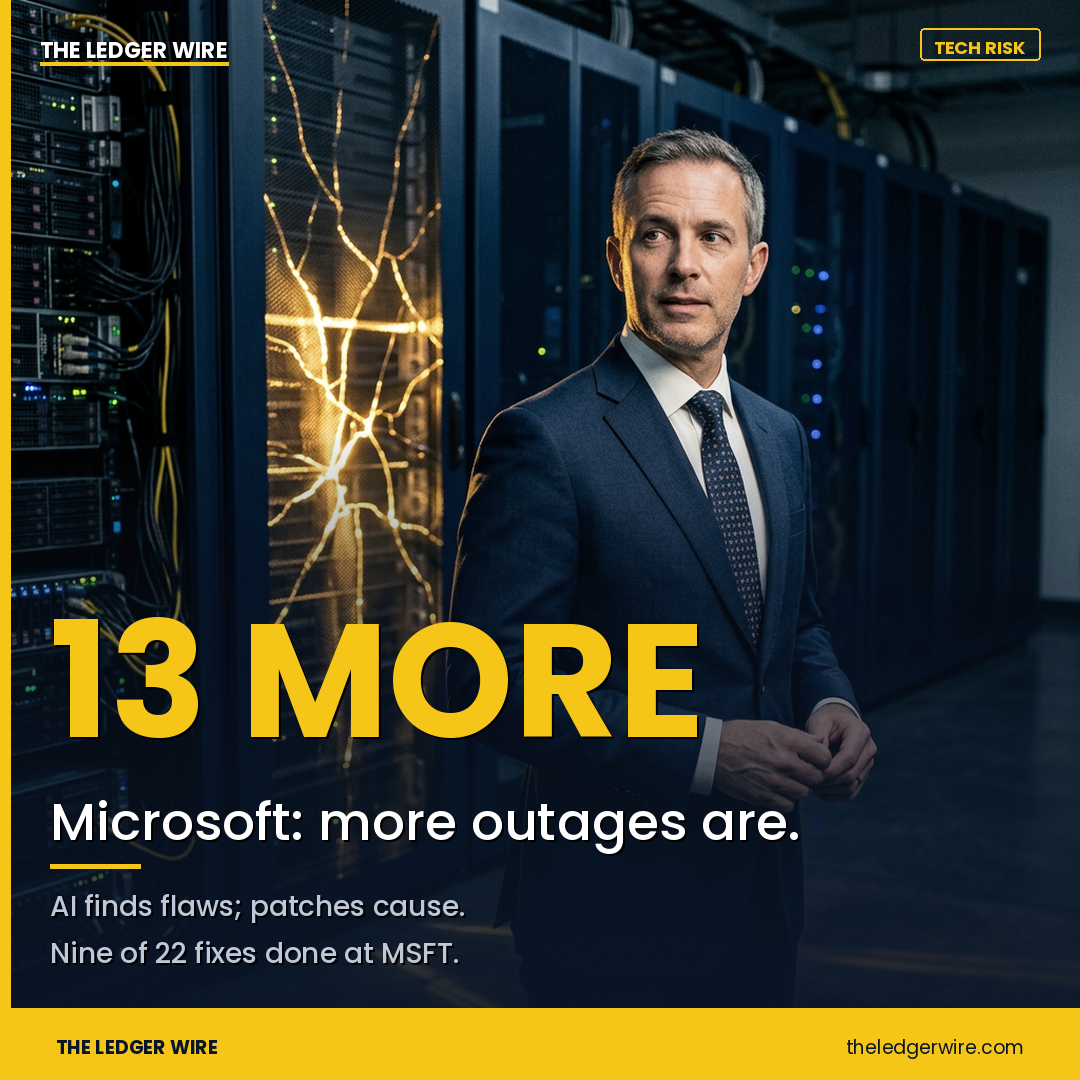 THE LEDGER WIRE
TECH RISK
13 MORE
Microsoft: more outages are.
AI finds flaws; patches cause.
Nine of 22 fixes done at MSFT.
THE LEDGER WIRE
theledgerwire.com